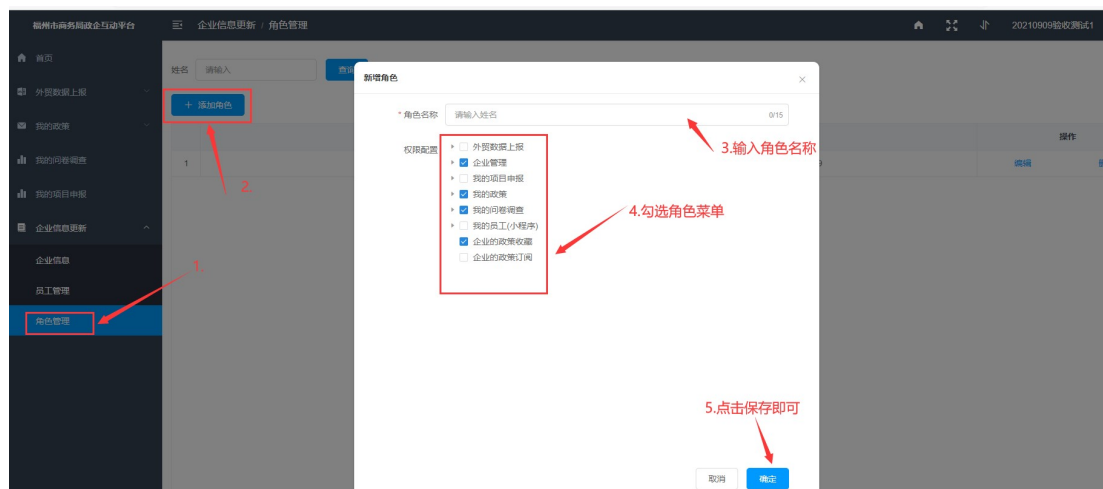 福州市商务局政企互动平台
企业信息更新 / 角色管理
20210909验收测试1
首页
外贸数据上报
我的政策
我的问卷调查
我的项目申报
企业信息更新
企业信息
员工管理
角色管理
1.
姓名 请输入
+ 添加角色
2.
1
操作
编辑
新增角色
* 角色名称 请输入姓名 0/15
3.输入角色名称
权限配置
外贸数据上报
企业管理
我的项目申报
我的政策
我的问卷调查
我的员工(小程序)
企业的政策收藏
企业的政策订阅
4.勾选角色菜单
5.点击保存即可
取消 确定